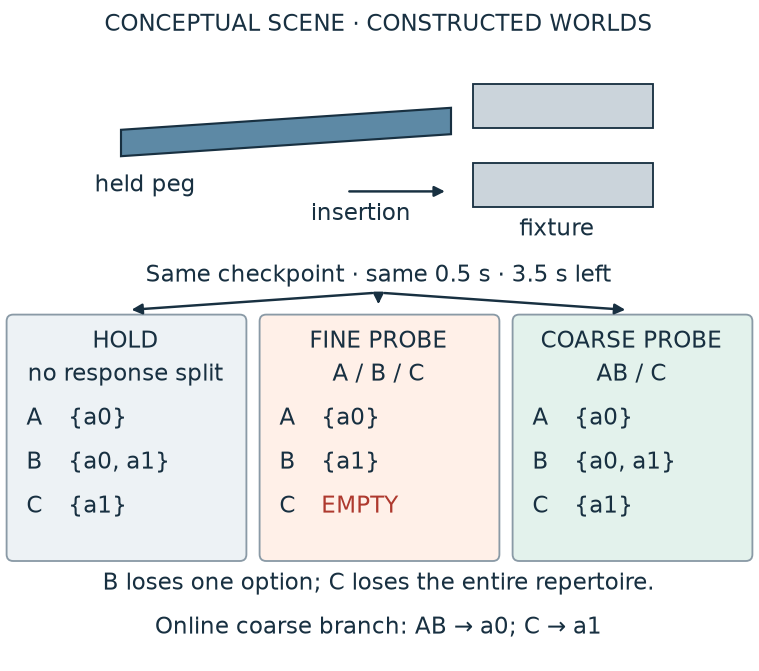 CONCEPTUAL SCENE · CONSTRUCTED WORLDS
held peg
insertion
fixture
Same checkpoint · same 0.5 s · 3.5 s left
HOLD
no response split
A {a0}
B {a0, a1}
C {a1}
FINE PROBE
A / B / C
A {a0}
B {a1}
C EMPTY
COARSE PROBE
AB / C
A {a0}
B {a0, a1}
C {a1}
B loses one option; C loses the entire repertoire.
Online coarse branch: AB → a0; C → a1